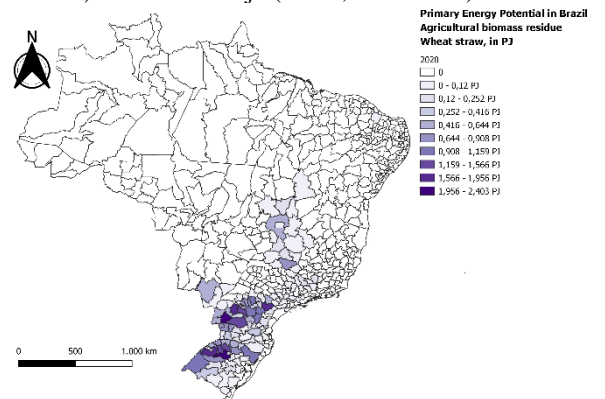 Primary Energy Potential in Brazil
Agricultural biomass residue
Wheat straw, in PJ
2020
0
0 - 0,12 PJ
0,12 - 0,252 PJ
0,252 - 0,416 PJ
0,416 - 0,644 PJ
0,644 - 0,908 PJ
0,908 - 1,159 PJ
1,159 - 1,566 PJ
1,566 - 1,956 PJ
1,956 - 2,403 PJ
0 500 1.000 km